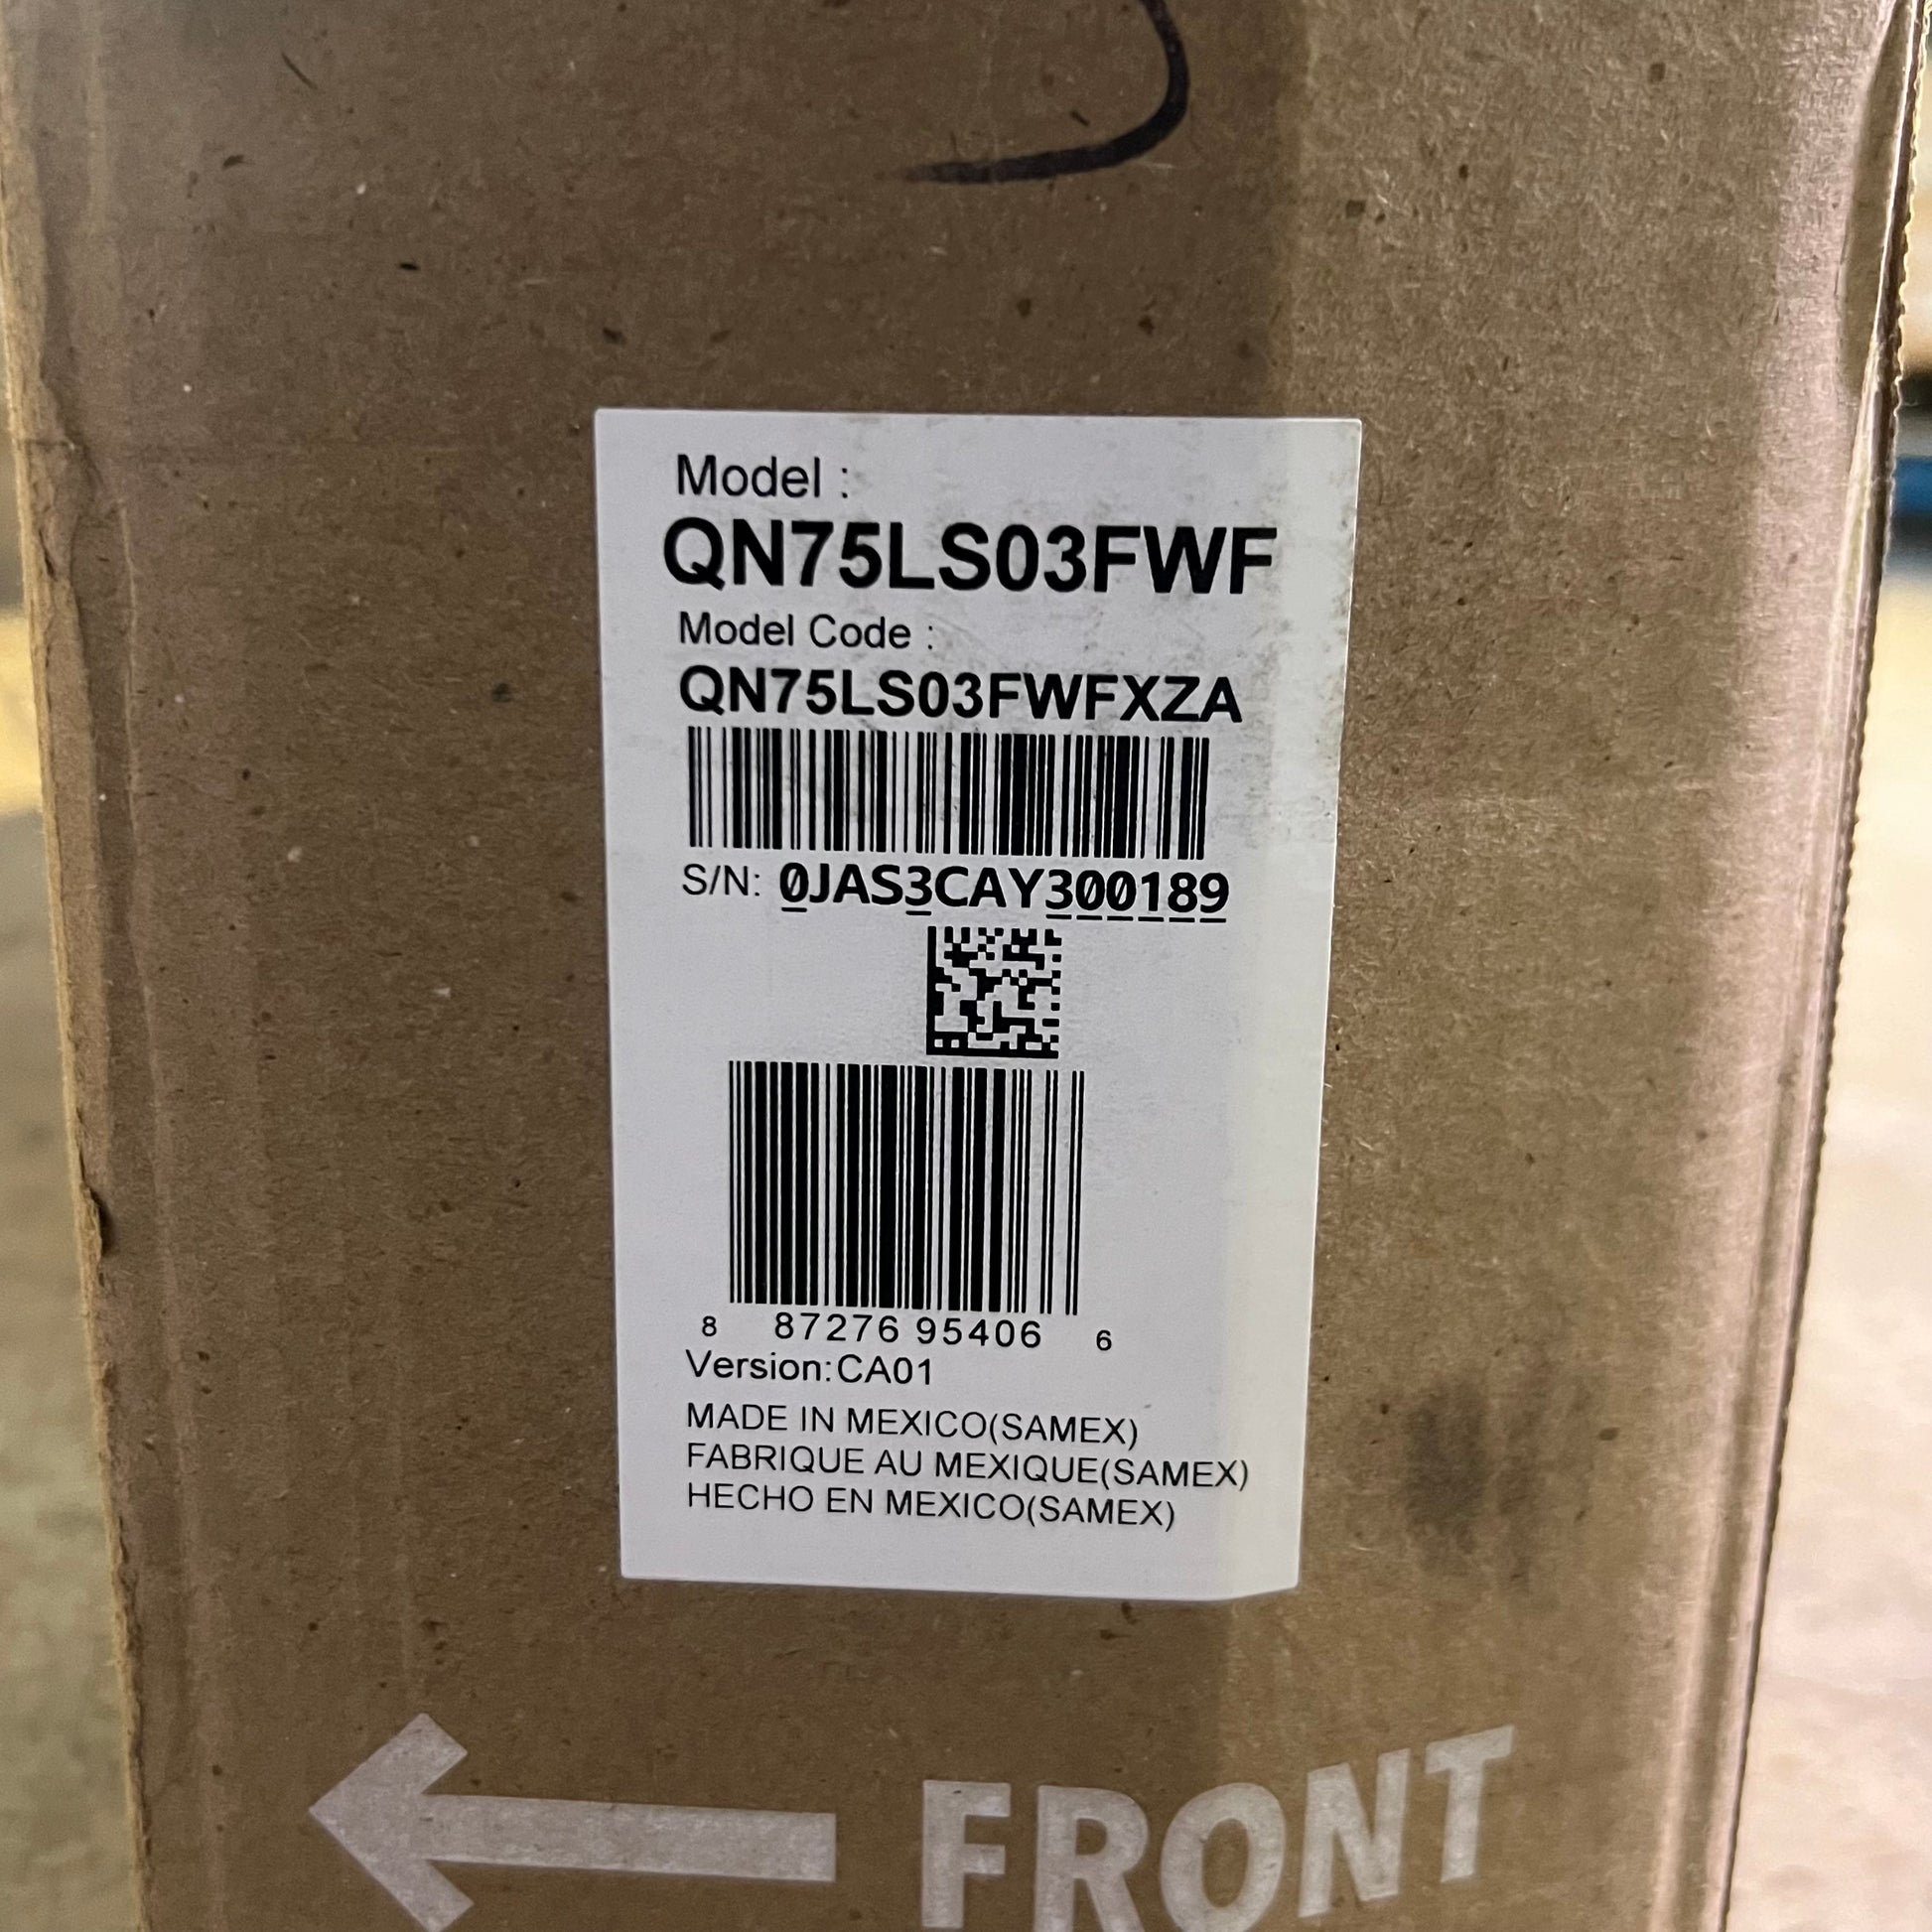 Model :
QN75LS03FWF
Model Code :
QN75LS03FWFXZA
S/N: 0JAS3CAY300189
8 87276 95406 6
Version:CA01
MADE IN MEXICO(SAMEX)
FABRIQUE AU MEXIQUE(SAMEX)
HECHO EN MEXICO(SAMEX)
FRONT